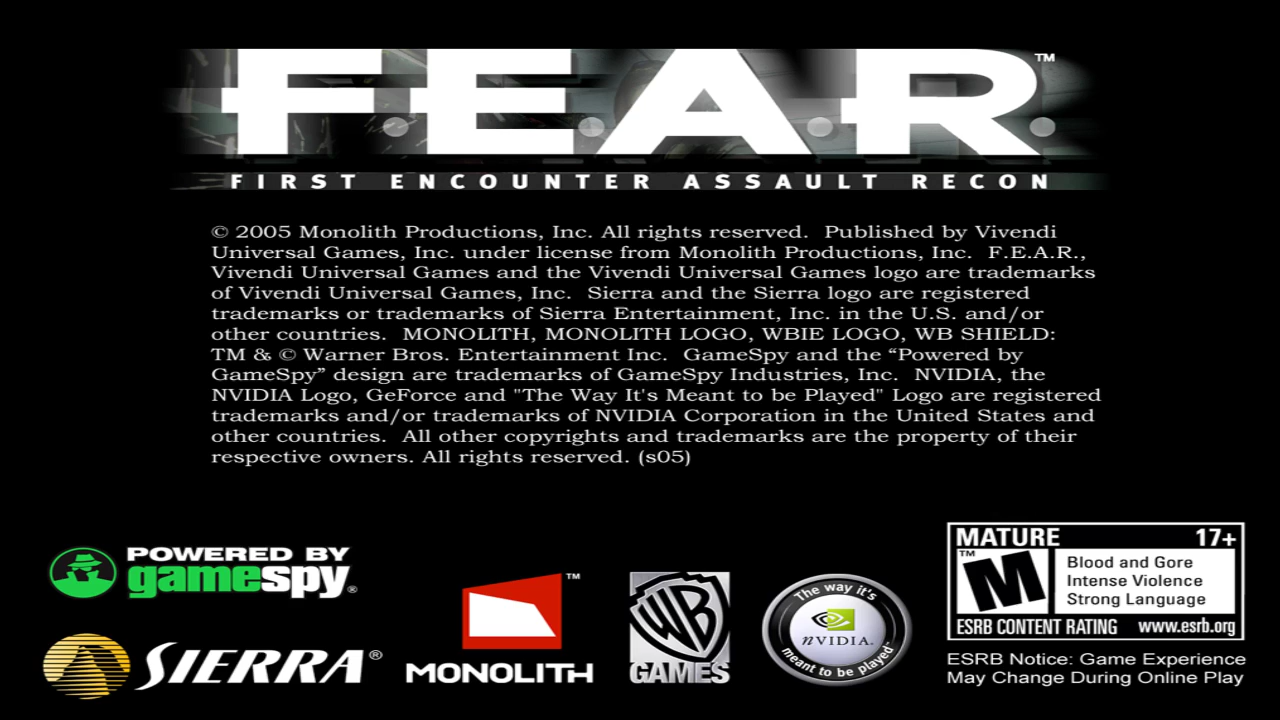 F.E.A.R.™
FIRST ENCOUNTER ASSAULT RECON
© 2005 Monolith Productions, Inc. All rights reserved.  Published by Vivendi
Universal Games, Inc. under license from Monolith Productions, Inc.  F.E.A.R.,
Vivendi Universal Games and the Vivendi Universal Games logo are trademarks
of Vivendi Universal Games, Inc.  Sierra and the Sierra logo are registered
trademarks or trademarks of Sierra Entertainment, Inc. in the U.S. and/or
other countries.  MONOLITH, MONOLITH LOGO, WBIE LOGO, WB SHIELD:
TM & © Warner Bros. Entertainment Inc.  GameSpy and the “Powered by
GameSpy” design are trademarks of GameSpy Industries, Inc.  NVIDIA, the
NVIDIA Logo, GeForce and "The Way It's Meant to be Played" Logo are registered
trademarks and/or trademarks of NVIDIA Corporation in the United States and
other countries.  All other copyrights and trademarks are the property of their
respective owners. All rights reserved. (s05)
POWERED BY
gamespy®
SIERRA®
™
MONOLITH
WB
GAMES
The way it's
nVIDIA.
meant to be played
MATURE 17+
™
M
Blood and Gore
Intense Violence
Strong Language
ESRB CONTENT RATING www.esrb.org
ESRB Notice: Game Experience
May Change During Online Play